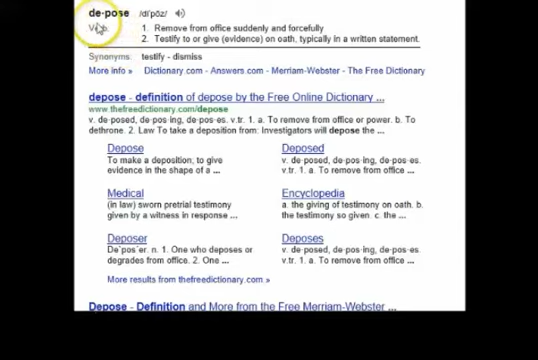 de·pose /diˈpōz/
Verb:
1. Remove from office suddenly and forcefully
2. Testify to or give (evidence) on oath, typically in a written statement.
Synonyms: testify - dismiss
More info » Dictionary.com - Answers.com - Merriam-Webster - The Free Dictionary
depose - definition of depose by the Free Online Dictionary ...
www.thefreedictionary.com/depose
v. de·posed, de·pos·ing, de·pos·es. v.tr. 1. a. To remove from office or power. b. To
dethrone. 2. Law To take a deposition from: Investigators will depose the ...
Depose
To make a deposition; to give
evidence in the shape of a ...
Deposed
v. de·posed, de·pos·ing, de·pos·es.
v.tr. 1. a. To remove from office ...
Medical
(in law) sworn pretrial testimony
given by a witness in response ...
Encyclopedia
a. the giving of testimony on oath. b.
the testimony so given. c. the ...
Deposer
De`pos´er. n. 1. One who deposes or
degrades from office. 2. One ...
Deposes
v. de·posed, de·pos·ing, de·pos·es.
v.tr. 1. a. To remove from office ...
More results from thefreedictionary.com »
Depose - Definition and More from the Free Merriam-Webster ...